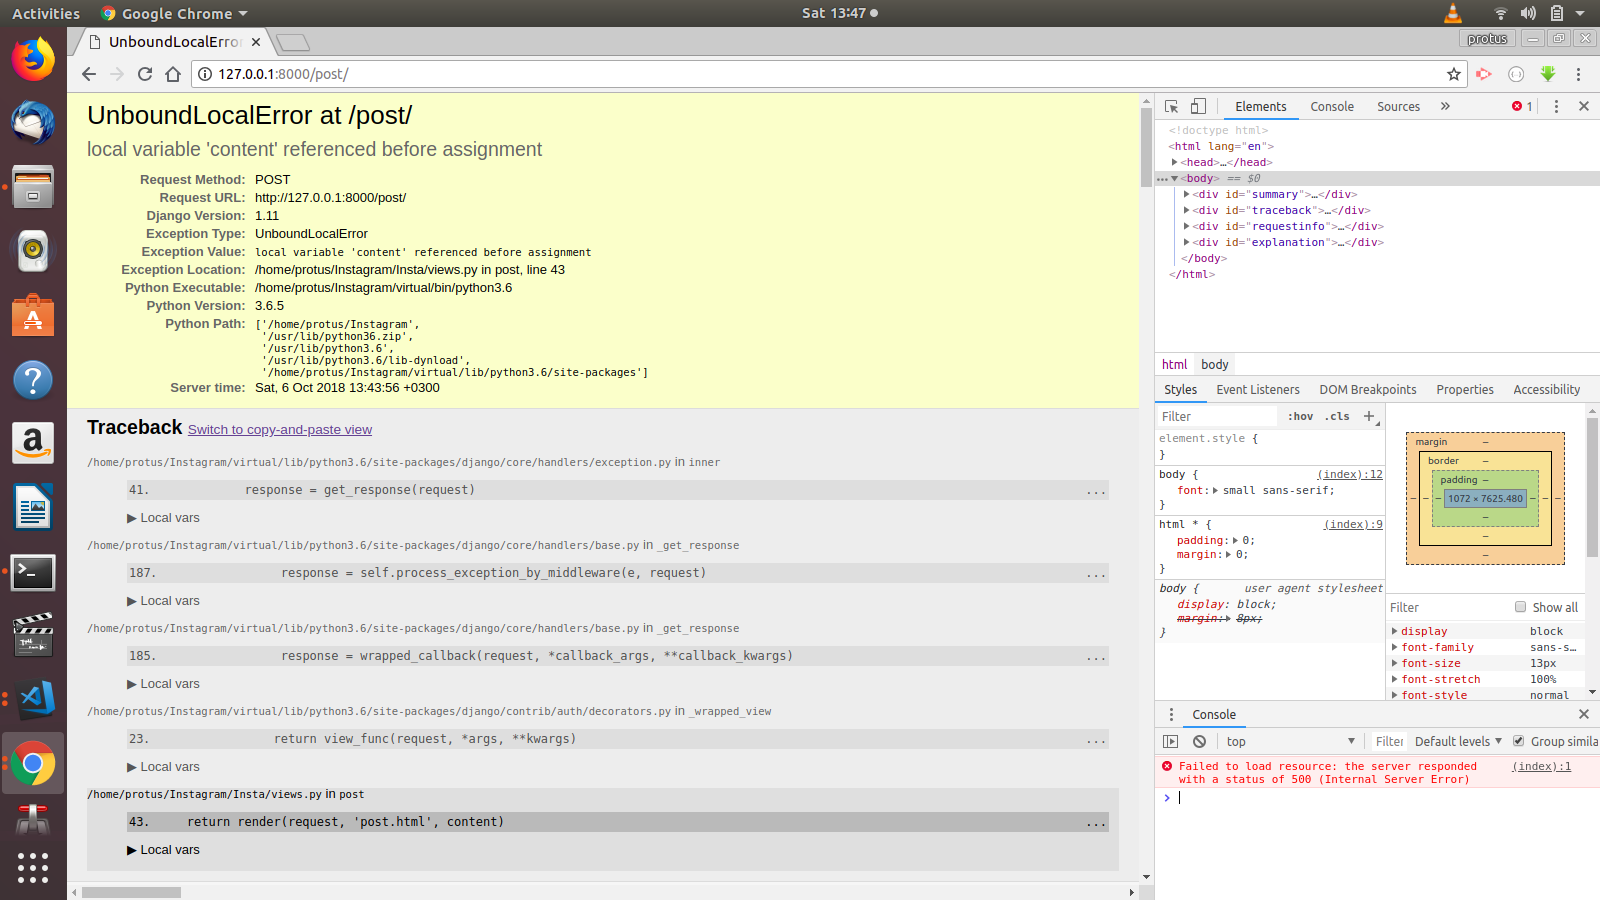 Activities
Google Chrome
Sat 13:47
UnboundLocalError
protus
127.0.0.1:8000/post/
UnboundLocalError at /post/
local variable 'content' referenced before assignment
Request Method: POST
Request URL: http://127.0.0.1:8000/post/
Django Version: 1.11
Exception Type: UnboundLocalError
Exception Value: local variable 'content' referenced before assignment
Exception Location: /home/protus/Instagram/Insta/views.py in post, line 43
Python Executable: /home/protus/Instagram/virtual/bin/python3.6
Python Version: 3.6.5
Python Path: ['/home/protus/Instagram',
'/usr/lib/python36.zip',
'/usr/lib/python3.6',
'/usr/lib/python3.6/lib-dynload',
'/home/protus/Instagram/virtual/lib/python3.6/site-packages']
Server time: Sat, 6 Oct 2018 13:43:56 +0300
Traceback Switch to copy-and-paste view
/home/protus/Instagram/virtual/lib/python3.6/site-packages/django/core/handlers/exception.py in inner
41. response = get_response(request) ...
▶ Local vars
/home/protus/Instagram/virtual/lib/python3.6/site-packages/django/core/handlers/base.py in _get_response
187. response = self.process_exception_by_middleware(e, request) ...
▶ Local vars
/home/protus/Instagram/virtual/lib/python3.6/site-packages/django/core/handlers/base.py in _get_response
185. response = wrapped_callback(request, *callback_args, **callback_kwargs) ...
▶ Local vars
/home/protus/Instagram/virtual/lib/python3.6/site-packages/django/contrib/auth/decorators.py in _wrapped_view
23. return view_func(request, *args, **kwargs) ...
▶ Local vars
/home/protus/Instagram/Insta/views.py in post
43. return render(request, 'post.html', content) ...
▶ Local vars
Elements Console Sources » 1
<!doctype html>
<html lang="en">
▶<head>…</head>
…▼<body> == $0
▶<div id="summary">…</div>
▶<div id="traceback">…</div>
▶<div id="requestinfo">…</div>
▶<div id="explanation">…</div>
</body>
</html>
html body
Styles Event Listeners DOM Breakpoints Properties Accessibility
Filter :hov .cls +
element.style {
}
body { (index):12
font:▶ small sans-serif;
}
html * { (index):9
padding:▶ 0;
margin:▶ 0;
}
body { user agent stylesheet
display: block;
margin:▶ 8px;
}
margin –
border –
padding –
– – – 1072 × 7625.480 – – –
–
–
–
Filter Show all
▶ display block
▶ font-family sans-s…
▶ font-size 13px
▶ font-stretch 100%
▶ font-style normal
Console
top Filter Default levels Group simila
Failed to load resource: the server responded (index):1
with a status of 500 (Internal Server Error)
>